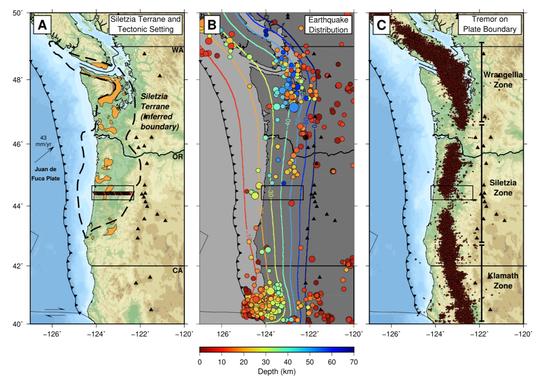 50˚
48˚
46˚
44˚
42˚
40˚
A
Siletzia Terrane and
Tectonic Setting
WA
Siletzia
Terrane
(Inferred
boundary)
43
mm/yr
OR
Juan de
Fuca Plate
CA
−126˚
−124˚
−122˚
−120˚
B
Earthquake
Distribution
−126˚
−124˚
−122˚
−120˚
0
10
20
30
40
50
60
70
Depth (km)
C
Tremor on
Plate Boundary
Wrangellia
Zone
Siletzia
Zone
Klamath
Zone
−126˚
−124˚
−122˚
−120˚